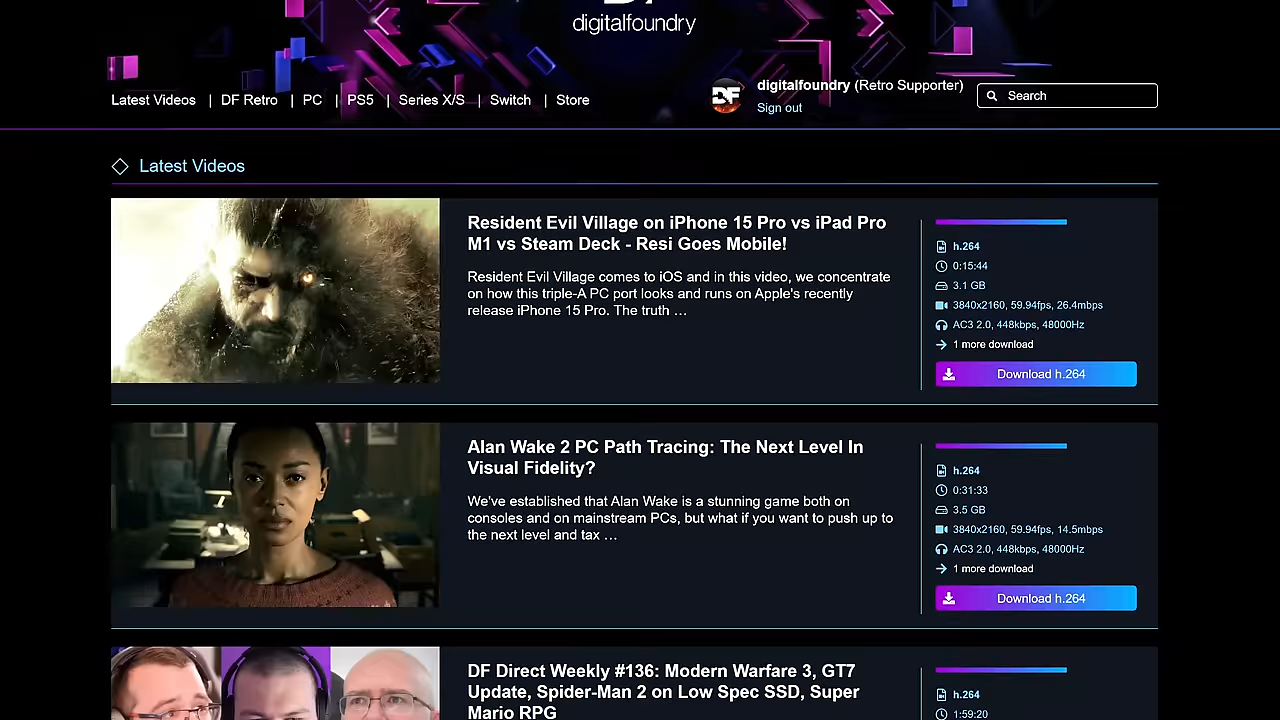 digitalfoundry
Latest Videos | DF Retro | PC | PS5 | Series X/S | Switch | Store
DF
digitalfoundry (Retro Supporter)
Sign out
Search
Latest Videos
Resident Evil Village on iPhone 15 Pro vs iPad Pro
M1 vs Steam Deck - Resi Goes Mobile!
Resident Evil Village comes to iOS and in this video, we concentrate
on how this triple-A PC port looks and runs on Apple's recently
release iPhone 15 Pro. The truth ...
h.264
0:15:44
3.1 GB
3840x2160, 59.94fps, 26.4mbps
AC3 2.0, 448kbps, 48000Hz
1 more download
Download h.264
Alan Wake 2 PC Path Tracing: The Next Level In
Visual Fidelity?
We've established that Alan Wake is a stunning game both on
consoles and on mainstream PCs, but what if you want to push up to
the next level and tax ...
h.264
0:31:33
3.5 GB
3840x2160, 59.94fps, 14.5mbps
AC3 2.0, 448kbps, 48000Hz
1 more download
Download h.264
DF Direct Weekly #136: Modern Warfare 3, GT7
Update, Spider-Man 2 on Low Spec SSD, Super
Mario RPG
h.264
1:59:20